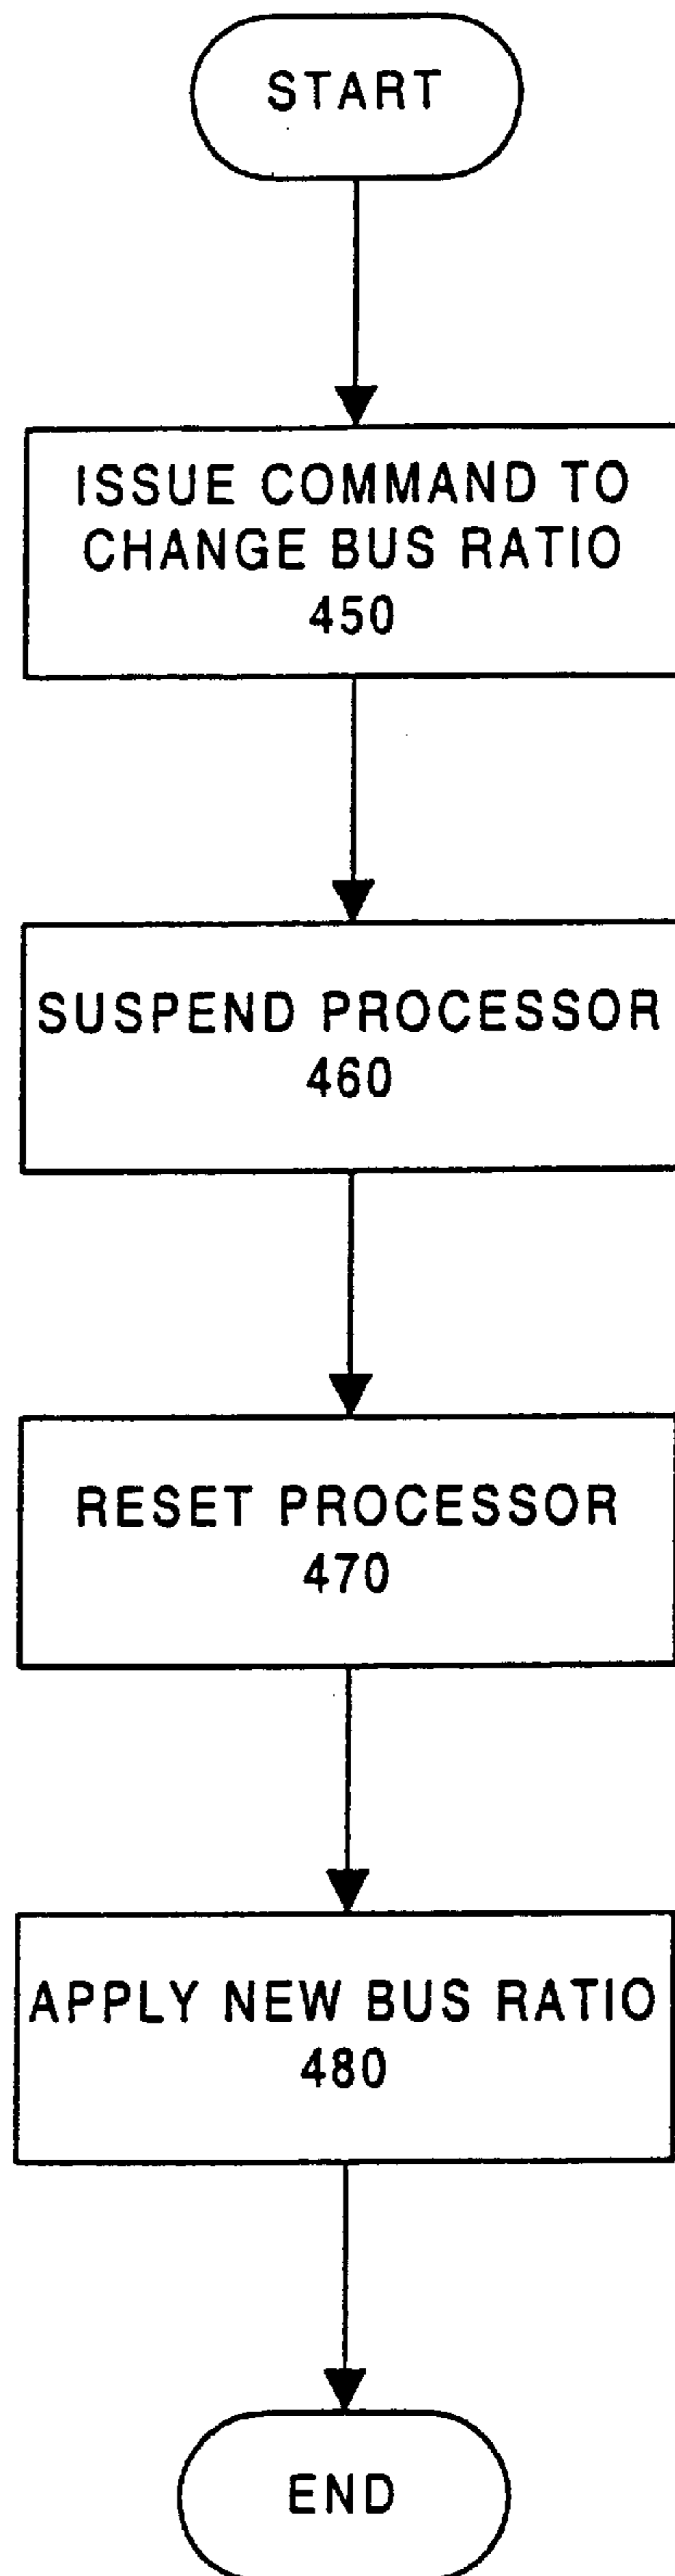 START
ISSUE COMMAND TO
CHANGE BUS RATIO
450
SUSPEND PROCESSOR
460
RESET PROCESSOR
470
APPLY NEW BUS RATIO
480
END